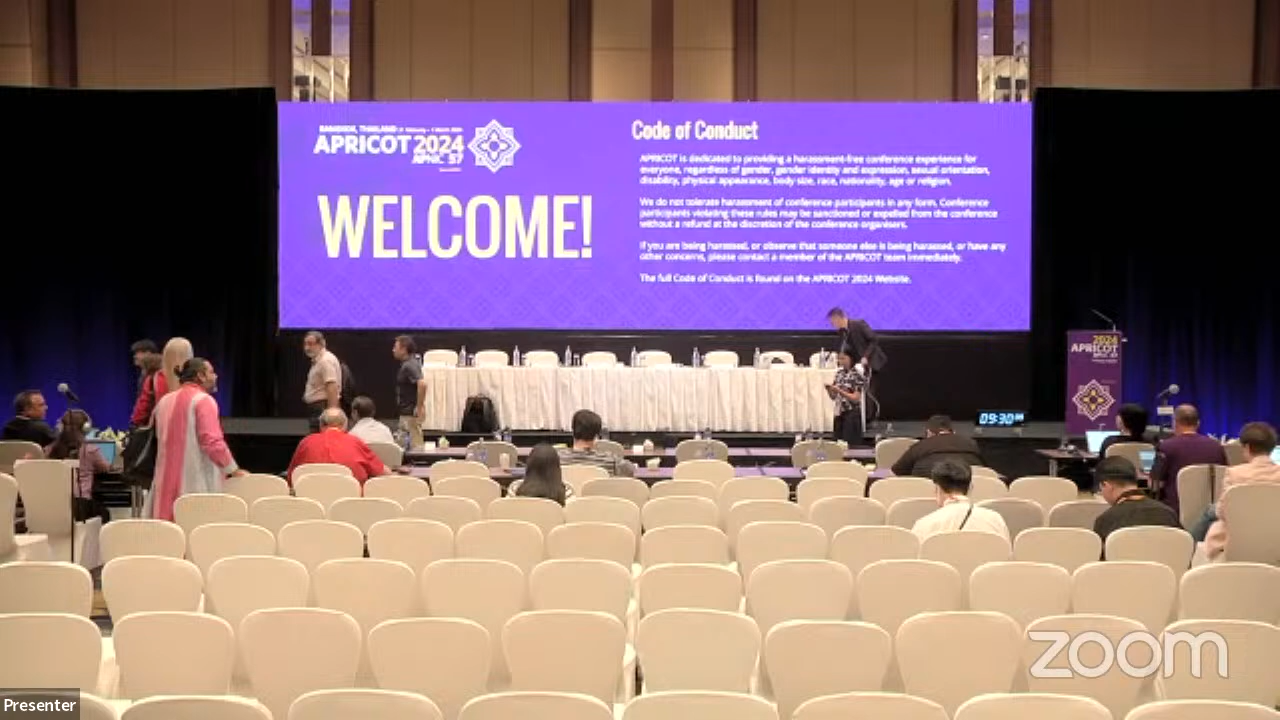 BANGKOK, THAILAND
APRICOT 2024
APNIC 57
WELCOME!
Code of Conduct
APRICOT is dedicated to providing a harassment-free conference experience for
everyone, regardless of gender, gender identity and expression, sexual orientation,
disability, physical appearance, body size, race, nationality, age or religion.
We do not tolerate harassment of conference participants in any form. Conference
participants violating these rules may be sanctioned or expelled from the conference
without a refund at the discretion of the conference organisers.
If you are being harassed, or observe that someone else is being harassed, or have any
other concerns, please contact a member of the APRICOT team immediately.
The full Code of Conduct is found on the APRICOT 2024 Website.
2024
APRICOT
APNIC 57
09:30
zoom
Presenter